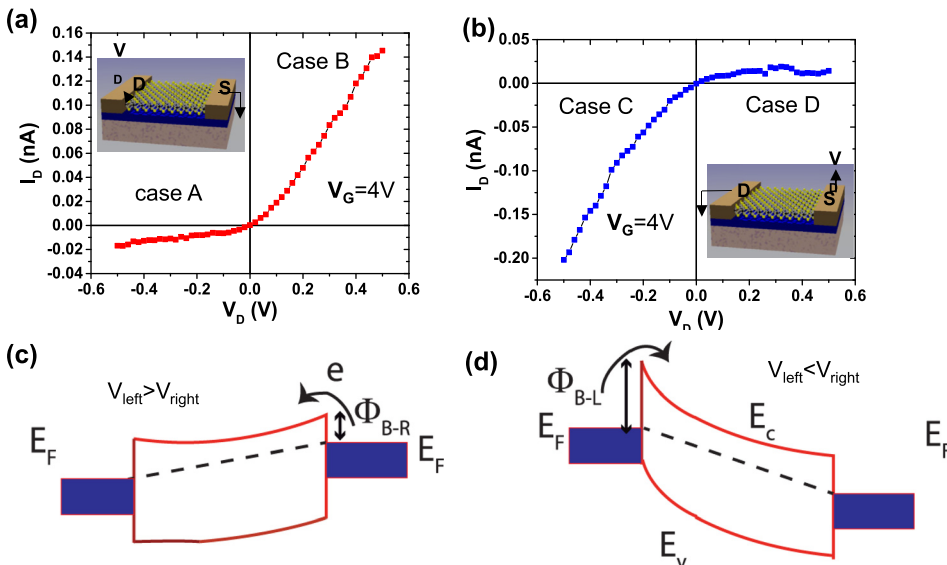 (a)
0.16
0.14
0.12
0.10
0.08
0.06
0.04
0.02
0.00
-0.02
-0.04
I_D (nA)
Case B
case A
V_G=4V
V
D
D
S
-0.6 -0.4 -0.2 0.0 0.2 0.4 0.6
V_D (V)
(b)
0.05
0.00
-0.05
-0.10
-0.15
-0.20
I_D (nA)
Case C
Case D
V_G=4V
V
D
D
S
-0.6 -0.4 -0.2 0.0 0.2 0.4 0.6
V_D (V)
(c)
V_left>V_right
e
Φ_B-R
E_F
E_F
(d)
V_left<V_right
Φ_B-L
E_F
E_c
E_F
E_v